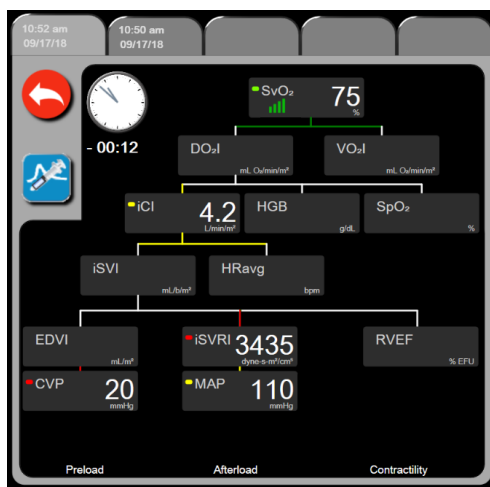 10:52 am 10:50 am
09/17/18 09/17/18
SvO₂ 75
%
- 00:12
DO₂I VO₂I
mL O₂/min/m² mL O₂/min/m²
iCI 4.2 HGB SpO₂
L/min/m² g/dL %
iSVI HRavg
mL/b/m² bpm
EDVI iSVRI 3435 RVEF
mL/m² dyne-s-m²/cm⁵ % EFU
CVP 20 MAP 110
mmHg mmHg
Preload Afterload Contractility